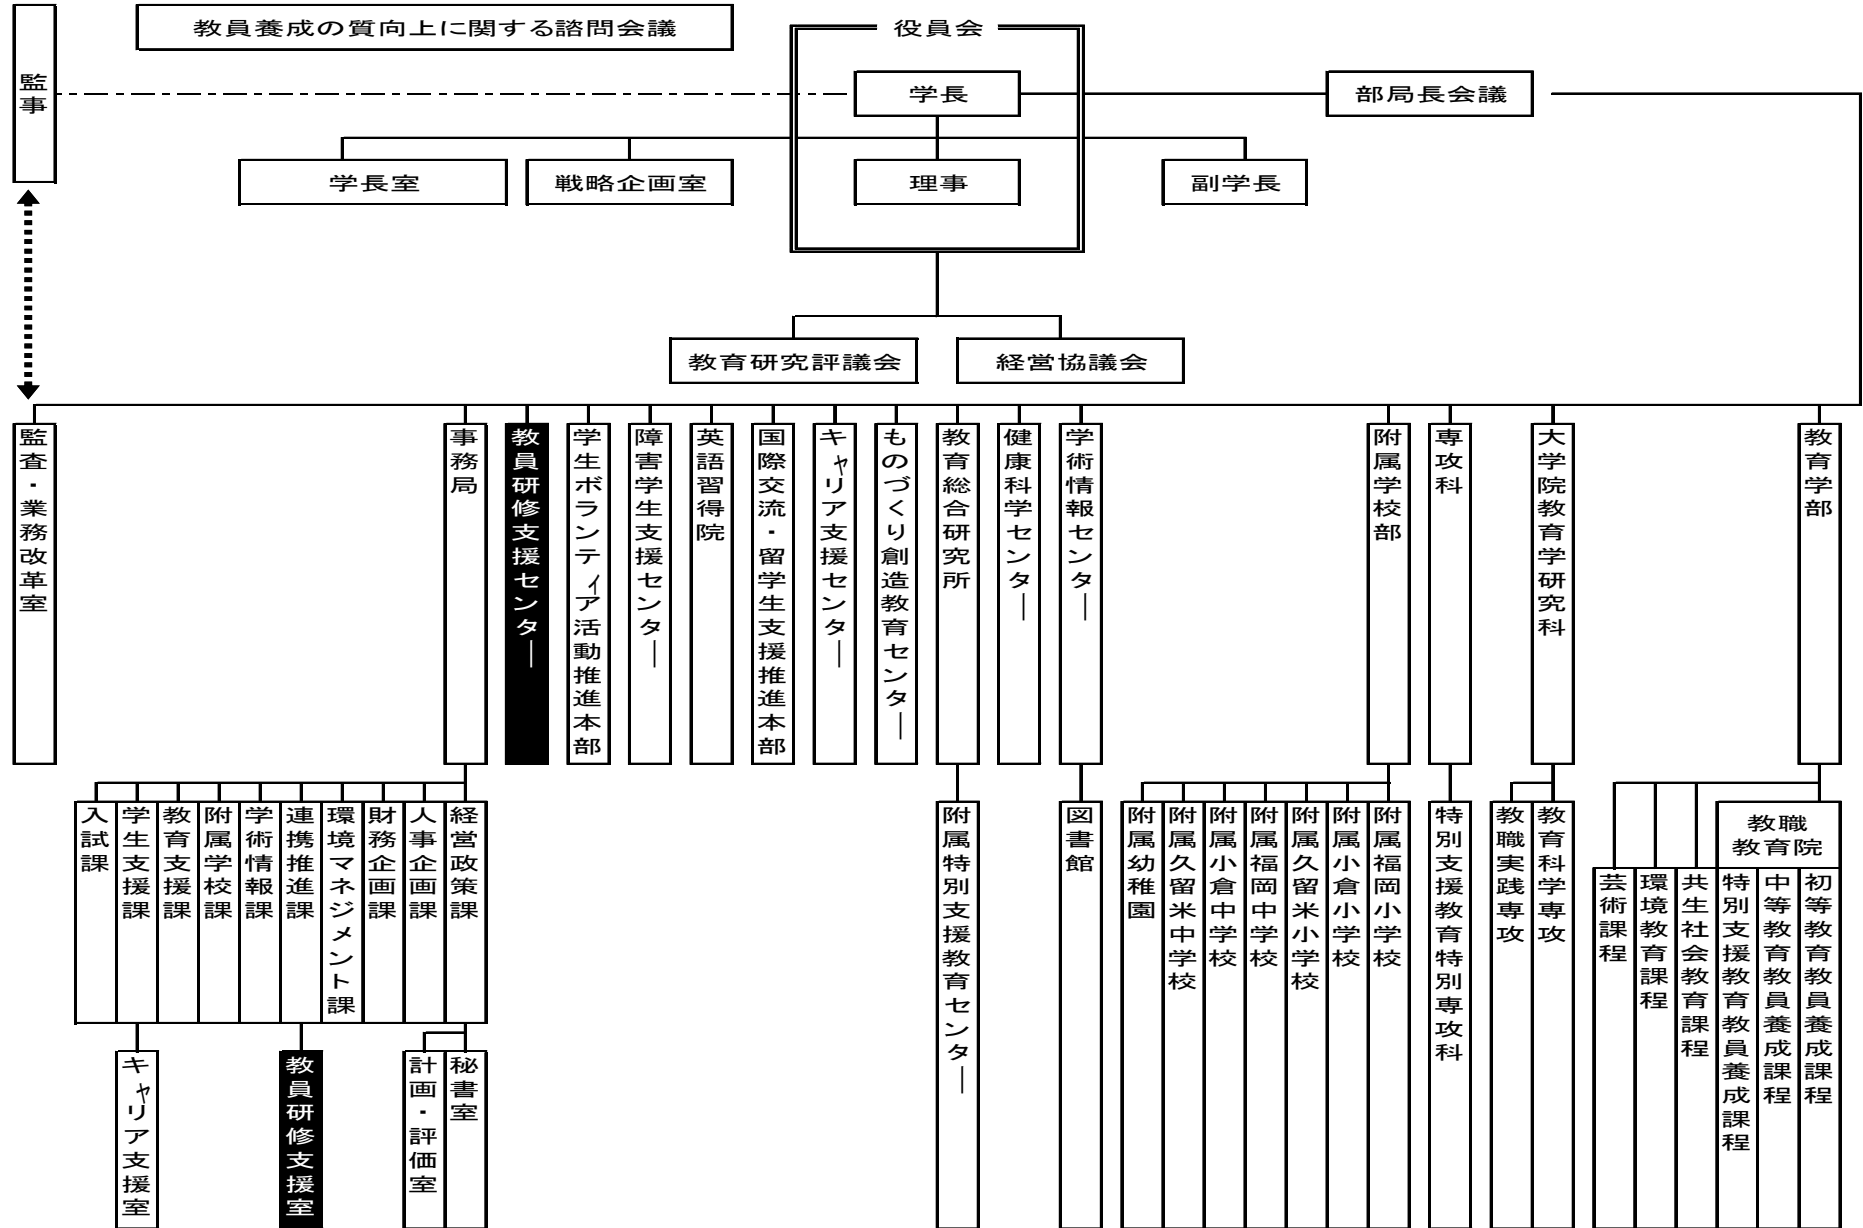 教員養成の質向上に関する諮問会議
役員会
監事
学長
部局長会議
学長室
戦略企画室
理事
副学長
教育研究評議会
経営協議会
監査・業務改革室
事務局
教員研修支援センター
学生ボランティア活動推進本部
障害学生支援センター
英語習得院
国際交流・留学生支援推進本部
キャリア支援センター
ものづくり創造教育センター
教育総合研究所
健康科学センター
学術情報センター
附属学校部
専攻科
大学院教育学研究科
教育学部
入試課
学生支援課
教育支援課
附属学校課
学術情報課
連携推進課
環境マネジメント課
財務企画課
人事企画課
経営政策課
附属特別支援教育センター
図書館
附属幼稚園
附属久留米中学校
附属小倉中学校
附属福岡中学校
附属久留米小学校
附属小倉小学校
附属福岡小学校
特別支援教育特別専攻科
教職実践専攻
教育科学専攻
教職
教育院
芸術課程
環境教育課程
共生社会教育課程
特別支援教育教員養成課程
中等教育教員養成課程
初等教育教員養成課程
キャリア支援室
教員研修支援室
計画・評価室
秘書室